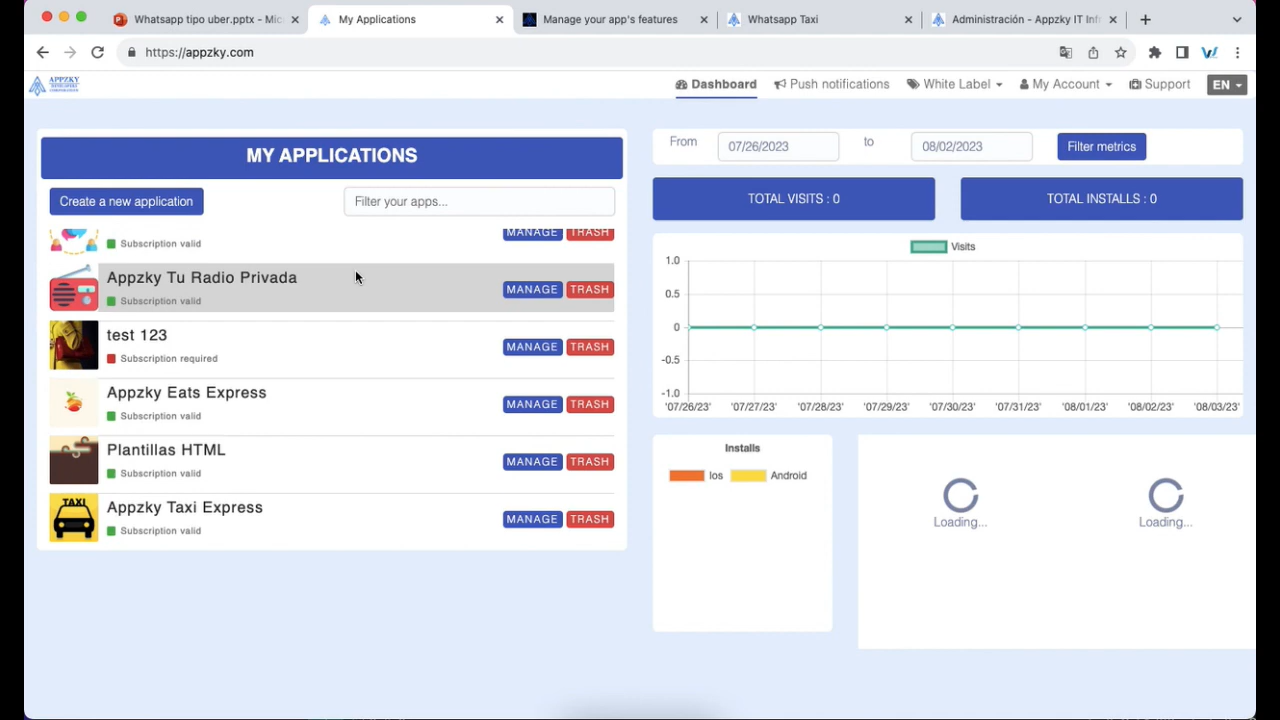 Whatsapp tipo uber.pptx - Mic
My Applications
Manage your app's features
Whatsapp Taxi
Administración - Appzky IT Infr
https://appzky.com
APPZKY
DEVELOPERS
CORPORATION
Dashboard
Push notifications
White Label
My Account
Support
EN
MY APPLICATIONS
Create a new application
Filter your apps...
Subscription valid
MANAGE TRASH
Appzky Tu Radio Privada
Subscription valid
MANAGE TRASH
test 123
Subscription required
MANAGE TRASH
Appzky Eats Express
Subscription valid
MANAGE TRASH
Plantillas HTML
Subscription valid
MANAGE TRASH
TAXI
Appzky Taxi Express
Subscription valid
MANAGE TRASH
From 07/26/2023 to 08/02/2023 Filter metrics
TOTAL VISITS : 0
TOTAL INSTALLS : 0
Visits
1.0
0.5
0
-0.5
-1.0
'07/26/23' '07/27/23' '07/28/23' '07/29/23' '07/30/23' '07/31/23' '08/01/23' '08/02/23' '08/03/23'
Installs
Ios Android
Loading...
Loading...